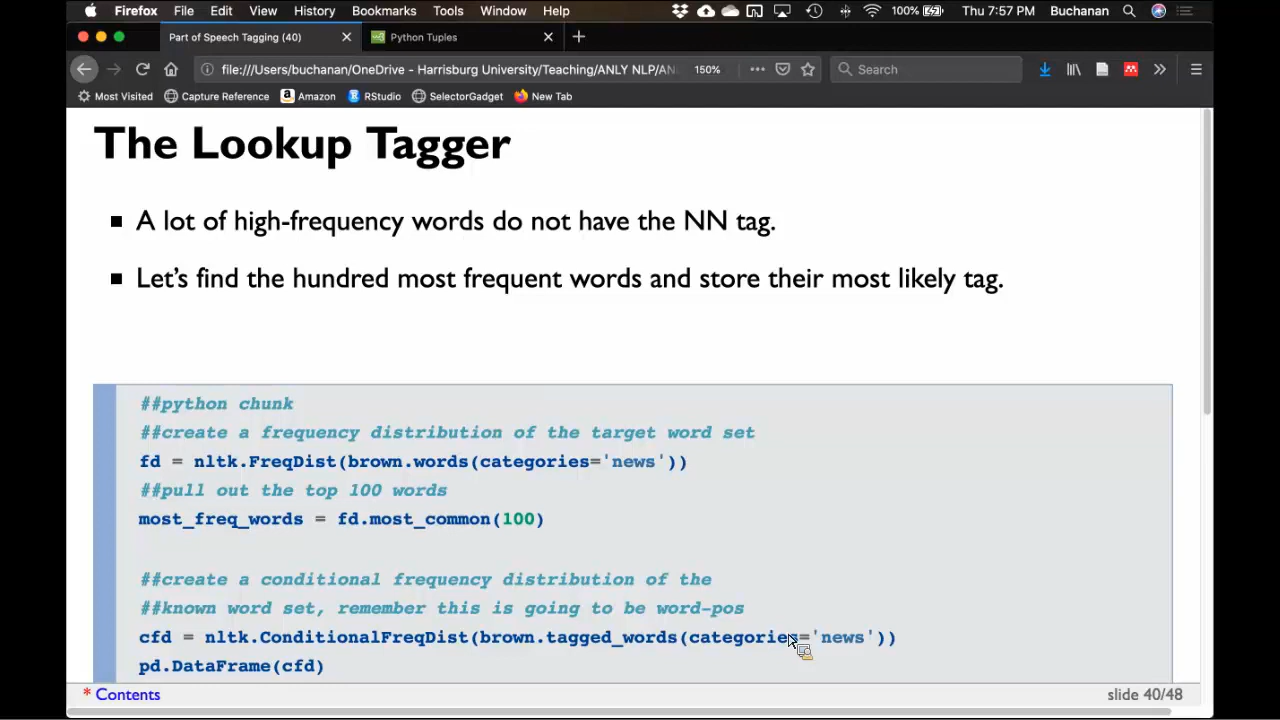 Firefox File Edit View History Bookmarks Tools Window Help 100% Thu 7:57 PM Buchanan
Part of Speech Tagging (40) Python Tuples
file:///Users/buchanan/OneDrive - Harrisburg University/Teaching/ANLY NLP/AN 150% Search
Most Visited Capture Reference Amazon RStudio SelectorGadget New Tab
The Lookup Tagger
A lot of high-frequency words do not have the NN tag.
Let's find the hundred most frequent words and store their most likely tag.
##python chunk
##create a frequency distribution of the target word set
fd = nltk.FreqDist(brown.words(categories='news'))
##pull out the top 100 words
most_freq_words = fd.most_common(100)
##create a conditional frequency distribution of the
##known word set, remember this is going to be word-pos
cfd = nltk.ConditionalFreqDist(brown.tagged_words(categories='news'))
pd.DataFrame(cfd)
* Contents slide 40/48